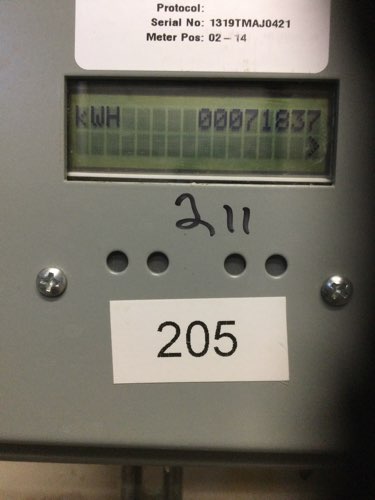 Protocol:
Serial No: 1319TMAJ0421
Meter Pos: 02 - 14
kWH 00071837
>
211
205